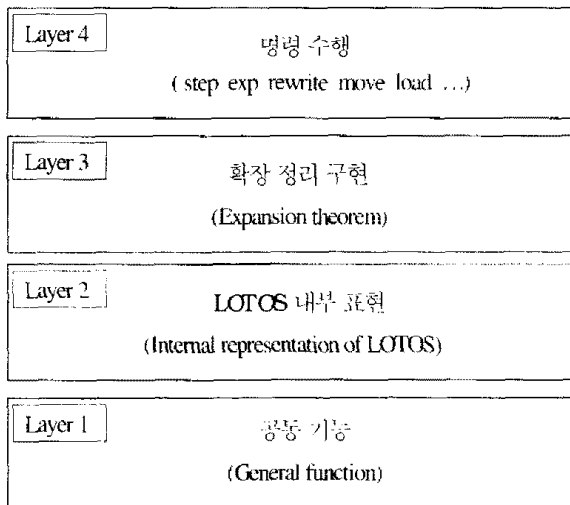 Layer 4
명령 수행
( step exp rewrite move load …)
Layer 3
확장 정리 구현
(Expansion theorem)
Layer 2
LOTOS 내부 표현
(Internal representation of LOTOS)
Layer 1
공통 기능
(General function)